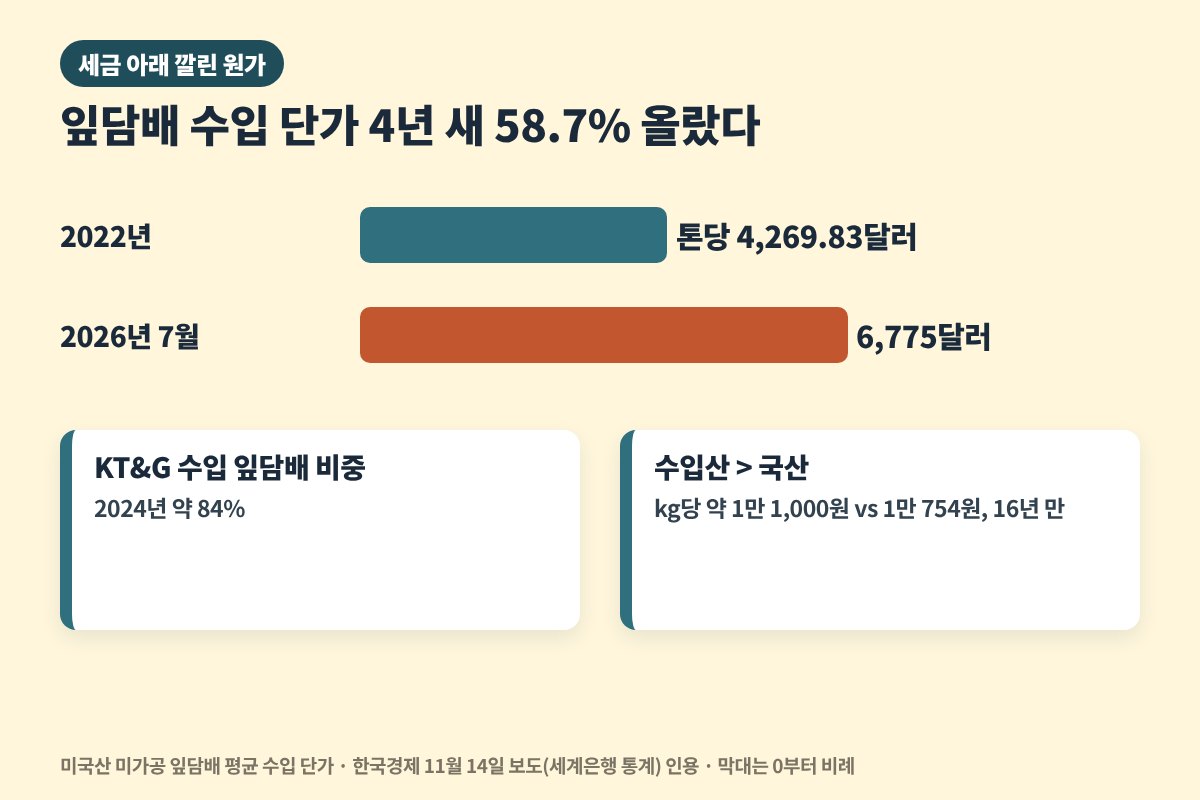 세금 아래 깔린 원가
잎담배 수입 단가 4년 새 58.7% 올랐다
2022년
톤당 4,269.83달러
2026년 7월
6,775달러
KT&G 수입 잎담배 비중
2024년 약 84%
수입산 > 국산
kg당 약 1만 1,000원 vs 1만 754원, 16년 만
미국산 미가공 잎담배 평균 수입 단가 · 한국경제 11월 14일 보도(세계은행 통계) 인용 · 막대는 0부터 비례